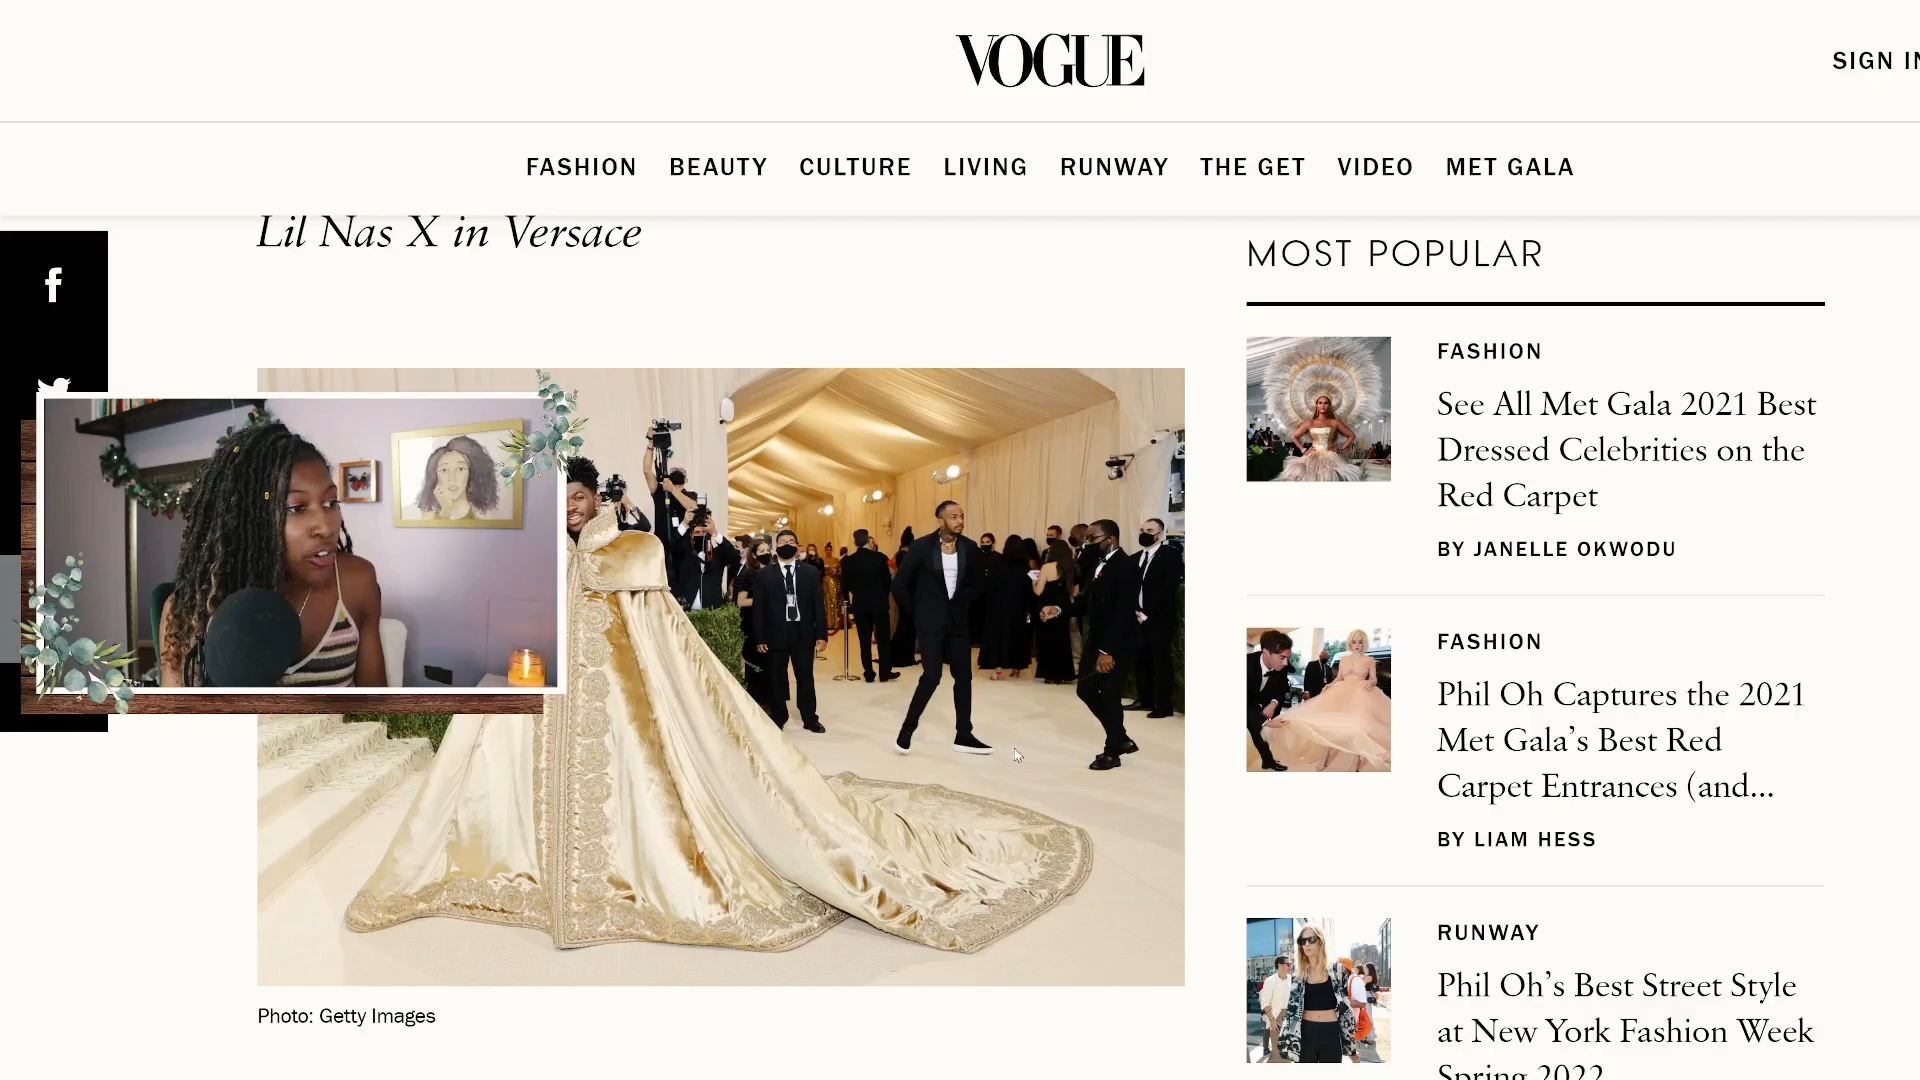 VOGUE
SIGN IN
FASHION BEAUTY CULTURE LIVING RUNWAY THE GET VIDEO MET GALA
Lil Nas X in Versace
Photo: Getty Images
MOST POPULAR
FASHION
See All Met Gala 2021 Best
Dressed Celebrities on the
Red Carpet
BY JANELLE OKWODU
FASHION
Phil Oh Captures the 2021
Met Gala’s Best Red
Carpet Entrances (and...
BY LIAM HESS
RUNWAY
Phil Oh’s Best Street Style
at New York Fashion Week
Spring 2022